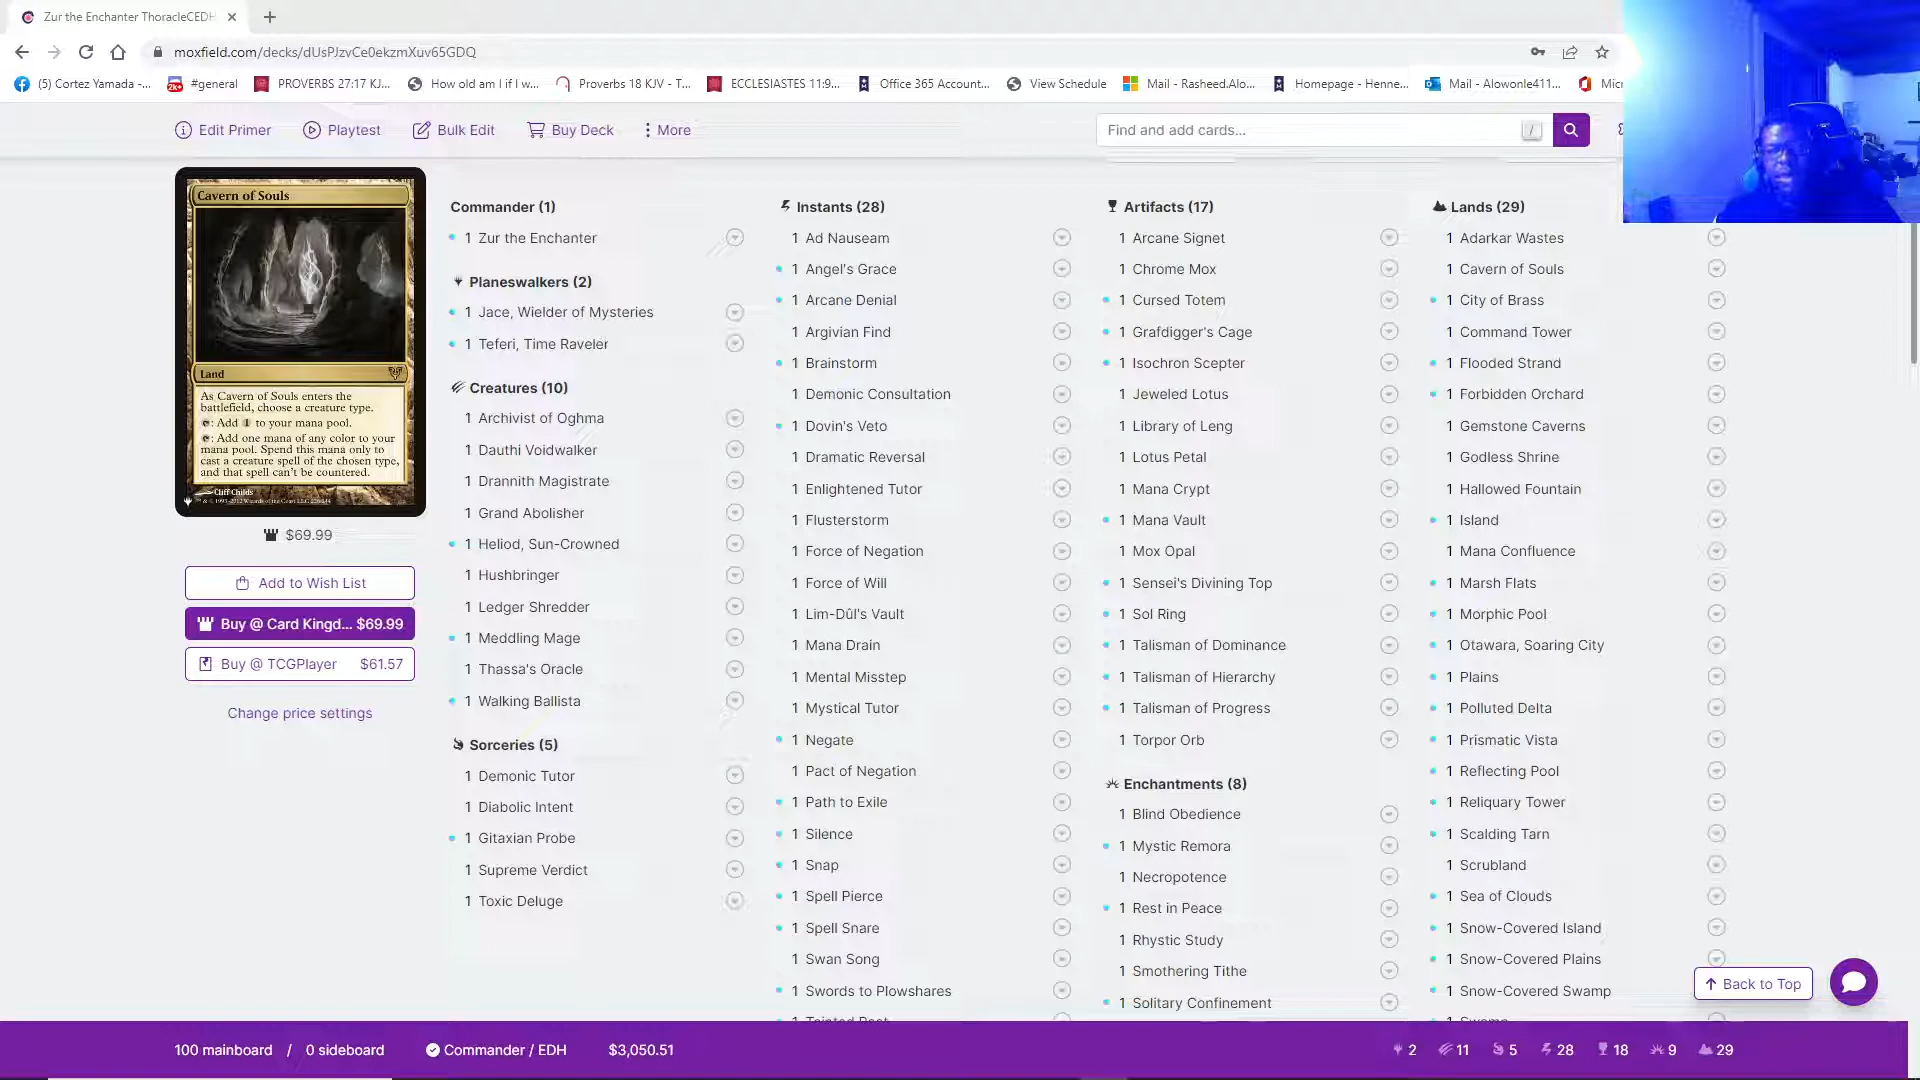 Zur the Enchanter ThoracleCEDH
moxfield.com/decks/dUsPJzvCe0ekzmXuv65GDQ
(5) Cortez Yamada -...
2K+
#general
PROVERBS 27:17 KJ...
How old am I if I w...
Proverbs 18 KJV - T...
ECCLESIASTES 11:9...
Office 365 Account...
View Schedule
Mail - Rasheed.Alo...
Homepage - Henne...
Mail - Alowonle411...
Edit Primer
Playtest
Bulk Edit
Buy Deck
More
Find and add cards...
/
Cavern of Souls
Land
As Cavern of Souls enters the
battlefield, choose a creature type.
: Add 1 to your mana pool.
: Add one mana of any color to your
mana pool. Spend this mana only to
cast a creature spell of the chosen type,
and that spell can't be countered.
Cliff Childs
$69.99
Add to Wish List
Buy @ Card Kingd... $69.99
Buy @ TCGPlayer $61.57
Change price settings
Commander (1)
1 Zur the Enchanter
Planeswalkers (2)
1 Jace, Wielder of Mysteries
1 Teferi, Time Raveler
Creatures (10)
1 Archivist of Oghma
1 Dauthi Voidwalker
1 Drannith Magistrate
1 Grand Abolisher
1 Heliod, Sun-Crowned
1 Hushbringer
1 Ledger Shredder
1 Meddling Mage
1 Thassa's Oracle
1 Walking Ballista
Sorceries (5)
1 Demonic Tutor
1 Diabolic Intent
1 Gitaxian Probe
1 Supreme Verdict
1 Toxic Deluge
Instants (28)
1 Ad Nauseam
1 Angel's Grace
1 Arcane Denial
1 Argivian Find
1 Brainstorm
1 Demonic Consultation
1 Dovin's Veto
1 Dramatic Reversal
1 Enlightened Tutor
1 Flusterstorm
1 Force of Negation
1 Force of Will
1 Lim-Dûl's Vault
1 Mana Drain
1 Mental Misstep
1 Mystical Tutor
1 Negate
1 Pact of Negation
1 Path to Exile
1 Silence
1 Snap
1 Spell Pierce
1 Spell Snare
1 Swan Song
1 Swords to Plowshares
Artifacts (17)
1 Arcane Signet
1 Chrome Mox
1 Cursed Totem
1 Grafdigger's Cage
1 Isochron Scepter
1 Jeweled Lotus
1 Library of Leng
1 Lotus Petal
1 Mana Crypt
1 Mana Vault
1 Mox Opal
1 Sensei's Divining Top
1 Sol Ring
1 Talisman of Dominance
1 Talisman of Hierarchy
1 Talisman of Progress
1 Torpor Orb
Enchantments (8)
1 Blind Obedience
1 Mystic Remora
1 Necropotence
1 Rest in Peace
1 Rhystic Study
1 Smothering Tithe
1 Solitary Confinement
Lands (29)
1 Adarkar Wastes
1 Cavern of Souls
1 City of Brass
1 Command Tower
1 Flooded Strand
1 Forbidden Orchard
1 Gemstone Caverns
1 Godless Shrine
1 Hallowed Fountain
1 Island
1 Mana Confluence
1 Marsh Flats
1 Morphic Pool
1 Otawara, Soaring City
1 Plains
1 Polluted Delta
1 Prismatic Vista
1 Reflecting Pool
1 Reliquary Tower
1 Scalding Tarn
1 Scrubland
1 Sea of Clouds
1 Snow-Covered Island
1 Snow-Covered Plains
1 Snow-Covered Swamp
Back to Top
100 mainboard / 0 sideboard
Commander / EDH
$3,050.51
2 11 5 28 18 9 29